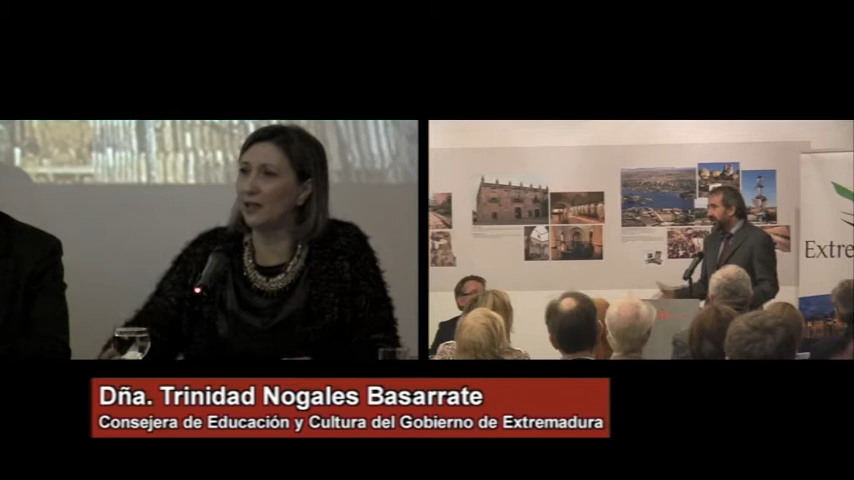 Extre
Dña. Trinidad Nogales Basarrate
Consejera de Educación y Cultura del Gobierno de Extremadura